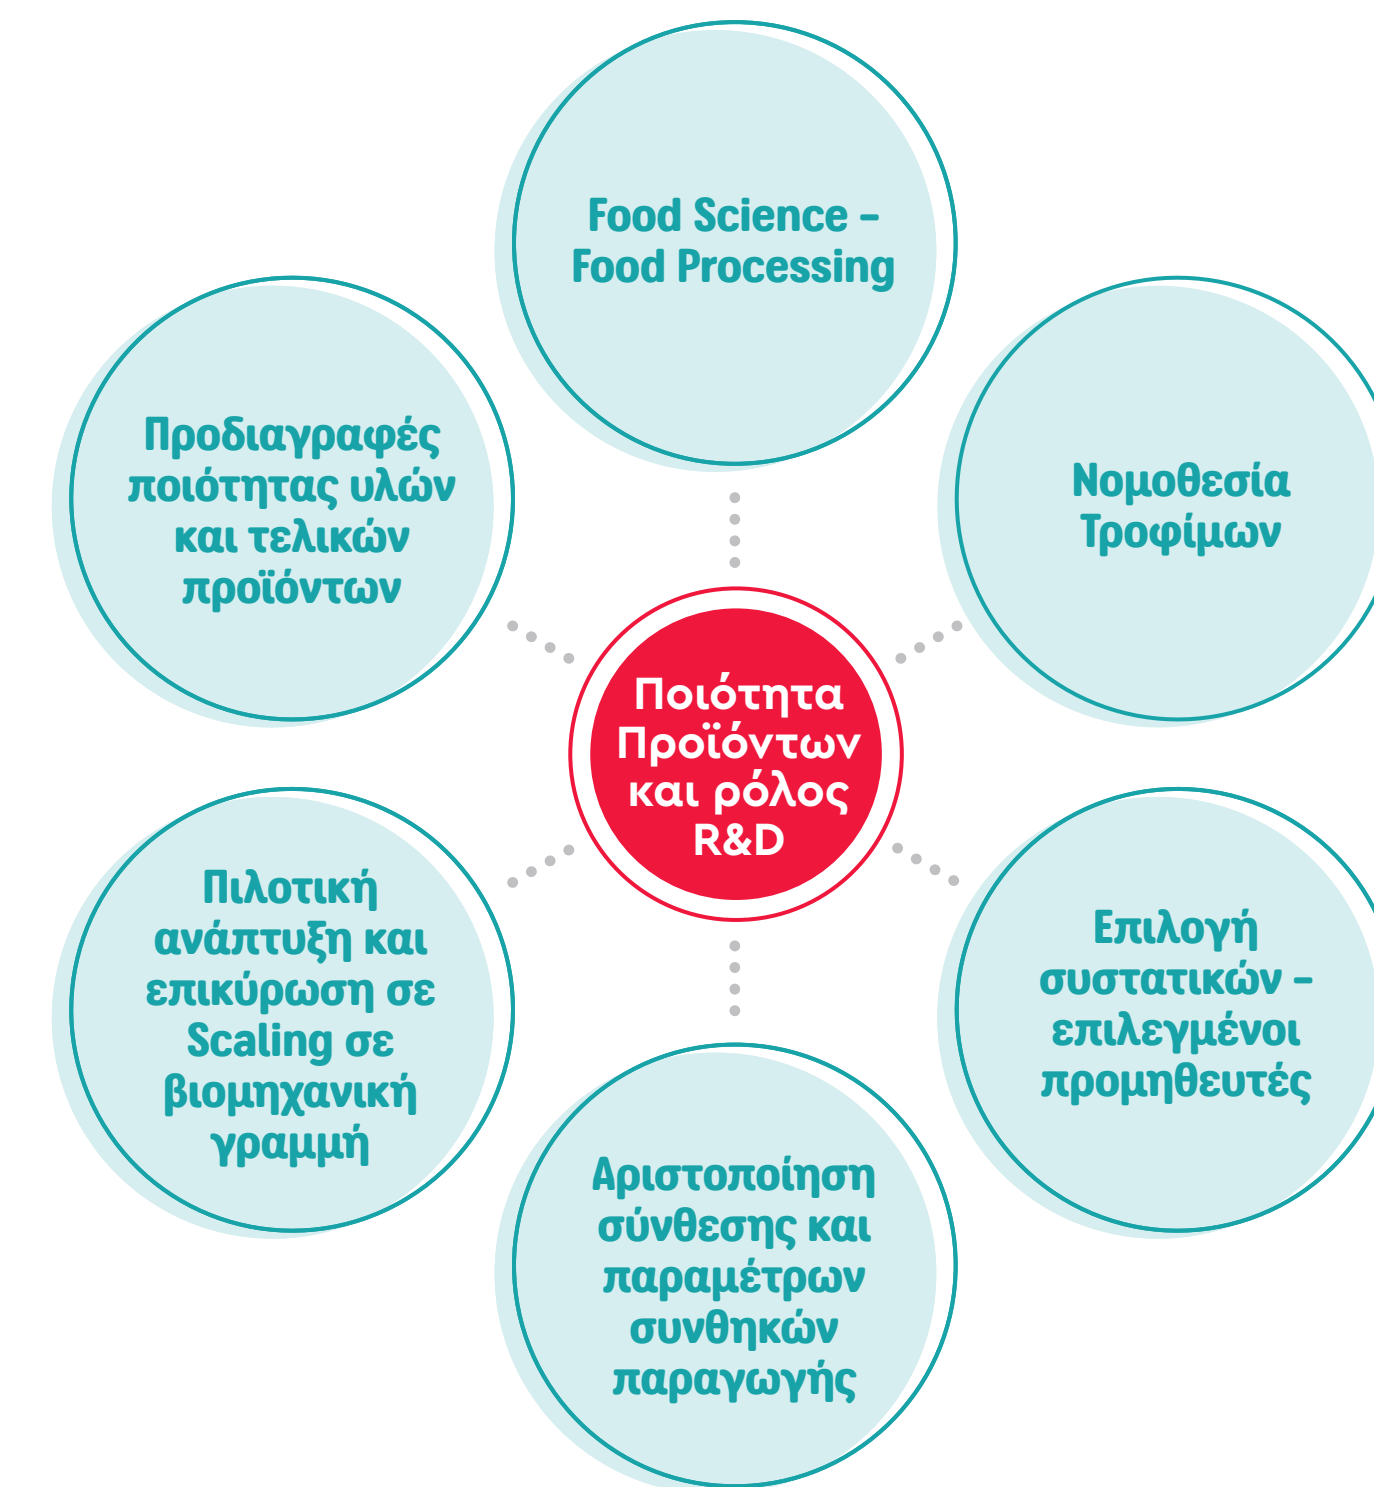 Food Science –
Food Processing
Προδιαγραφές
ποιότητας υλών
και τελικών
προϊόντων
Νομοθεσία
Τροφίμων
Ποιότητα
Προϊόντων
και ρόλος
R&D
Πιλοτική
ανάπτυξη και
επικύρωση σε
Scaling σε
βιομηχανική
γραμμή
Επιλογή
συστατικών –
επιλεγμένοι
προμηθευτές
Αριστοποίηση
σύνθεσης και
παραμέτρων
συνθηκών
παραγωγής